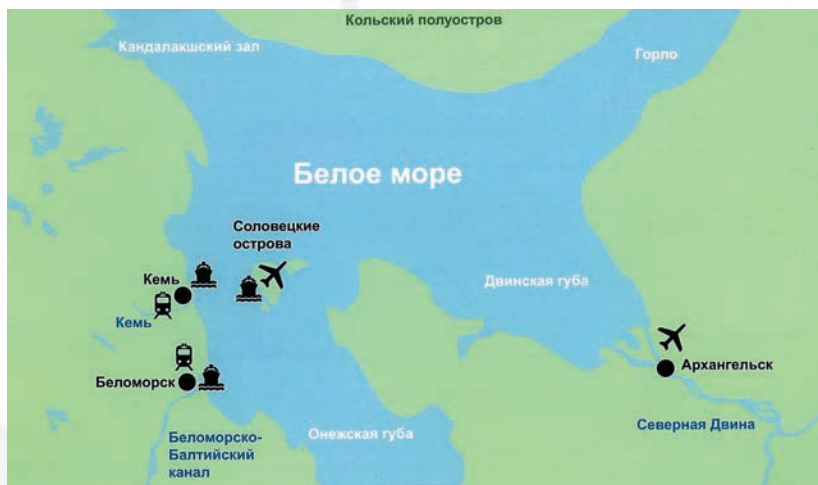 Кольский полуостров
Кандалакшский зал
Горло
Белое море
Соловецкие
острова
Кемь
Двинская губа
Кемь
Архангельск
Беломорск
Северная Двина
Беломорско-
Балтийский
канал
Онежская губа